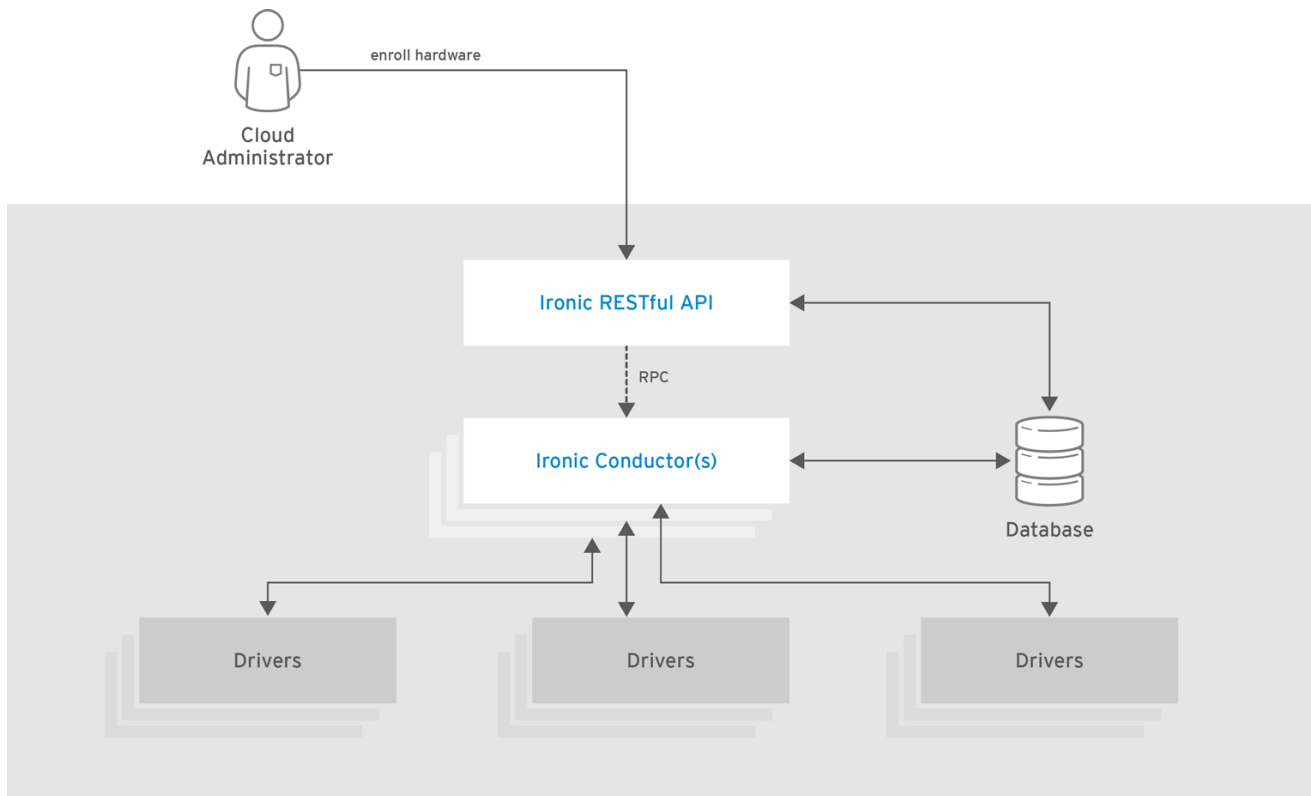 enroll hardware
Cloud
Administrator
Ironic RESTful API
RPC
Ironic Conductor(s)
Database
Drivers
Drivers
Drivers